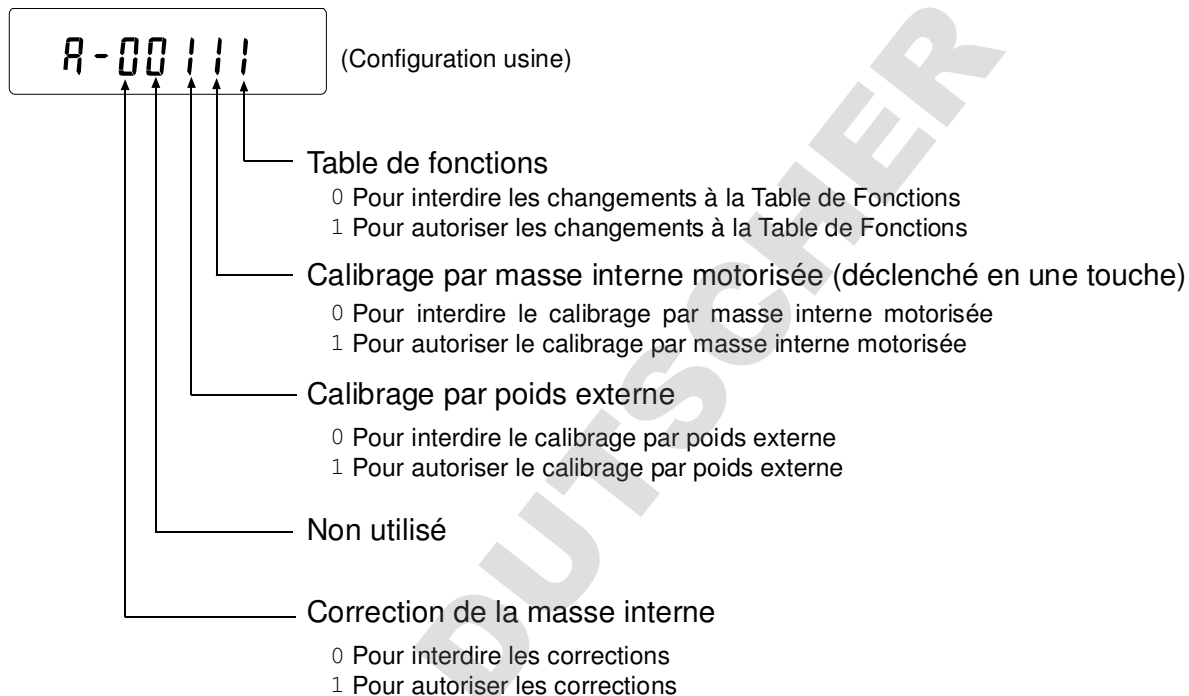 A-00111
(Configuration usine)
Table de fonctions
0 Pour interdire les changements à la Table de Fonctions
1 Pour autoriser les changements à la Table de Fonctions
Calibrage par masse interne motorisée (déclenché en une touche)
0 Pour interdire le calibrage par masse interne motorisée
1 Pour autoriser le calibrage par masse interne motorisée
Calibrage par poids externe
0 Pour interdire le calibrage par poids externe
1 Pour autoriser le calibrage par poids externe
Non utilisé
Correction de la masse interne
0 Pour interdire les corrections
1 Pour autoriser les corrections
DUTSCHER